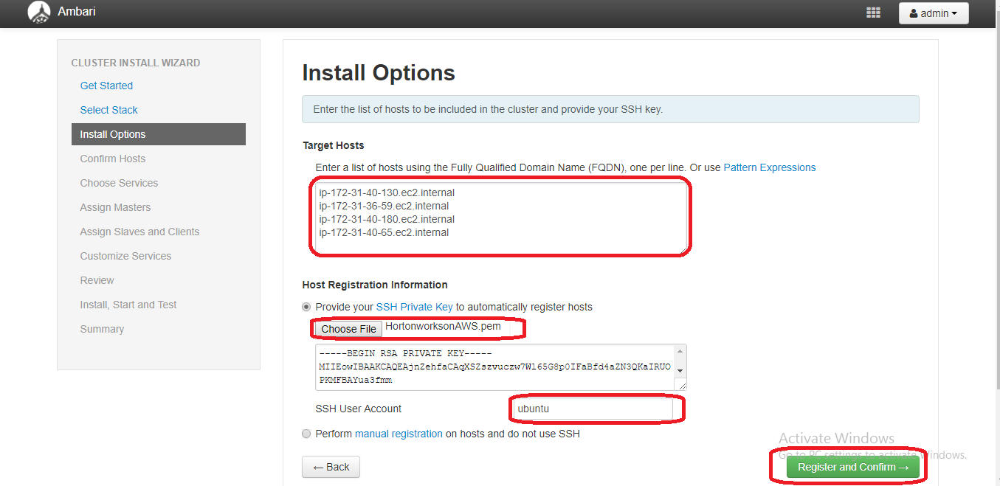 Ambari
admin
CLUSTER INSTALL WIZARD
Get Started
Select Stack
Install Options
Confirm Hosts
Choose Services
Assign Masters
Assign Slaves and Clients
Customize Services
Review
Install, Start and Test
Summary
Install Options
Enter the list of hosts to be included in the cluster and provide your SSH key.
Target Hosts
Enter a list of hosts using the Fully Qualified Domain Name (FQDN), one per line. Or use Pattern Expressions
ip-172-31-40-130.ec2.internal
ip-172-31-36-59.ec2.internal
ip-172-31-40-180.ec2.internal
ip-172-31-40-65.ec2.internal
Host Registration Information
Provide your SSH Private Key to automatically register hosts
Choose File HortonworksonAWS.pem
-----BEGIN RSA PRIVATE KEY-----
MIIEowIBAAKCAQEAjnZehfaCAqXSZszvuczw7Wl65G8p0IFaBfd4aZN3QKaIRUO
PKMFBAYua3fmm
SSH User Account ubuntu
Perform manual registration on hosts and do not use SSH
Activate Windows
Go to PC settings to activate Windows.
← Back
Register and Confirm →